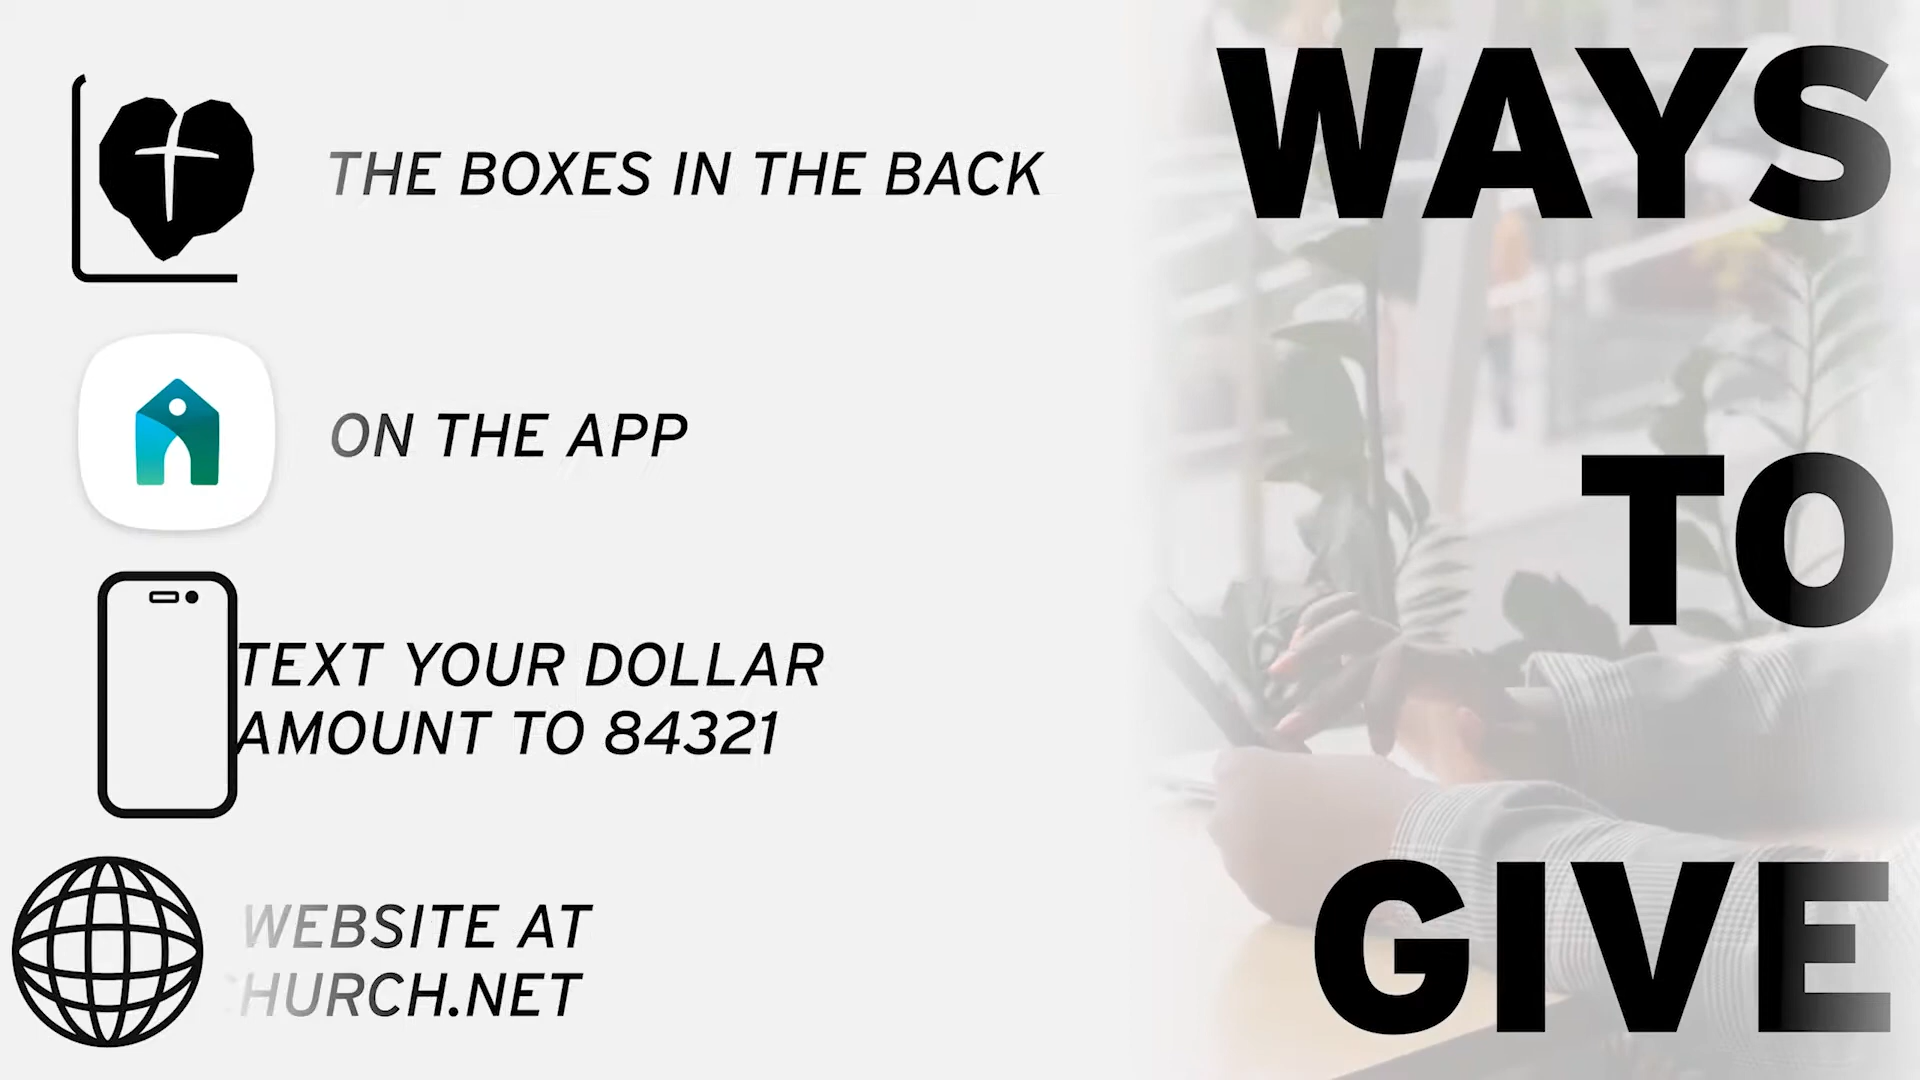 WAYS
TO
GIVE
THE BOXES IN THE BACK
ON THE APP
TEXT YOUR DOLLAR
AMOUNT TO 84321
WEBSITE AT
CHURCH.NET